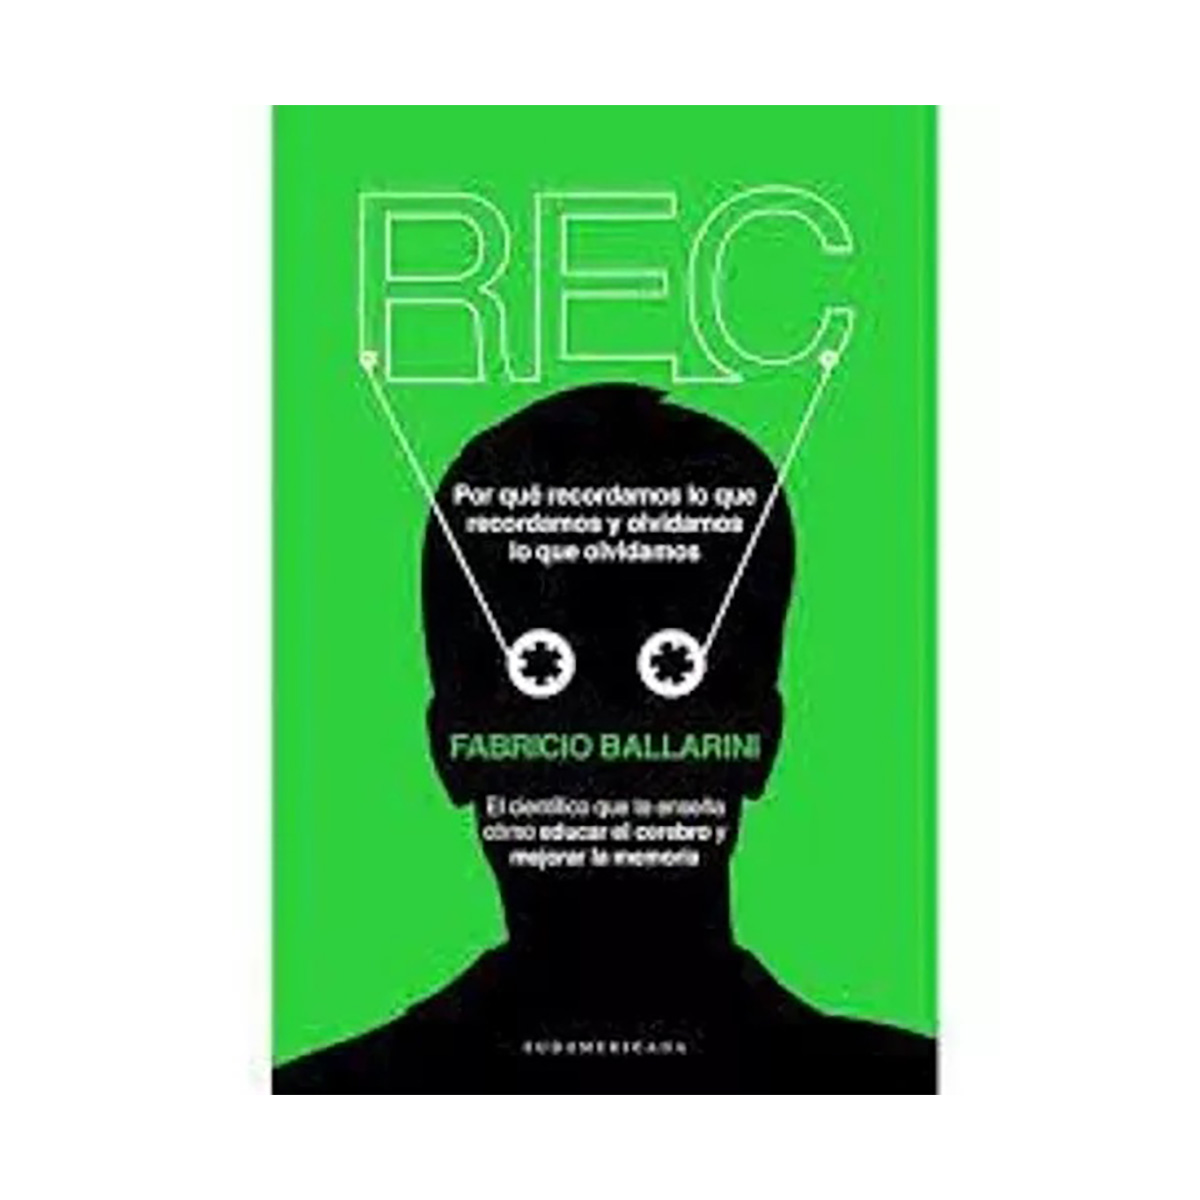 REC
Por qué recordamos lo que
recordamos y olvidamos
lo que olvidamos
FABRICIO BALLARINI
El científico que te enseña
cómo educar el cerebro y
mejorar la memoria
SUDAMERICANA